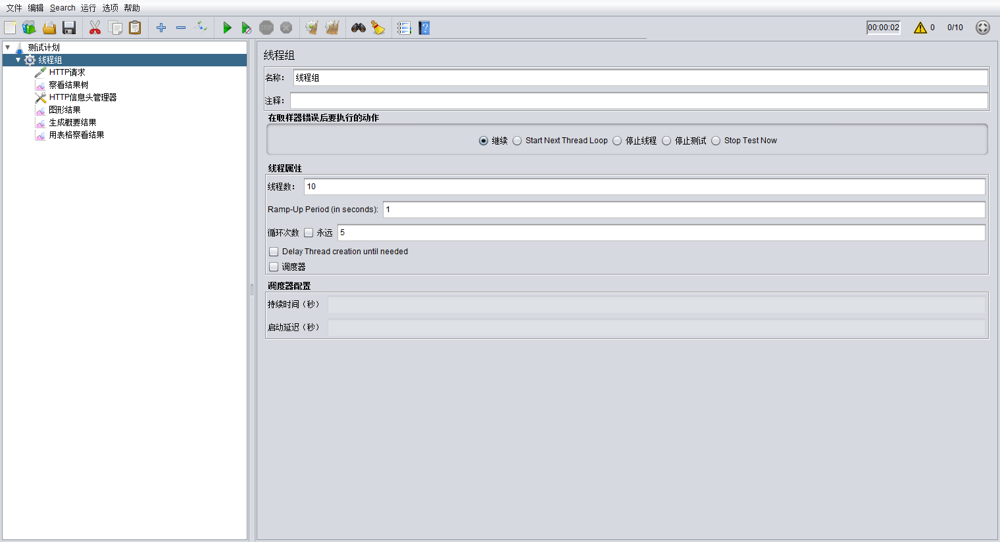 文件 编辑 Search 运行 选项 帮助
STOP
00:00:02 0 0/10
测试计划
线程组
HTTP请求
察看结果树
HTTP信息头管理器
图形结果
生成概要结果
用表格察看结果
线程组
名称： 线程组
注释：
在取样器错误后要执行的动作
继续 Start Next Thread Loop 停止线程 停止测试 Stop Test Now
线程属性
线程数： 10
Ramp-Up Period (in seconds): 1
循环次数 永远 5
Delay Thread creation until needed
调度器
调度器配置
持续时间（秒）
启动延迟（秒）